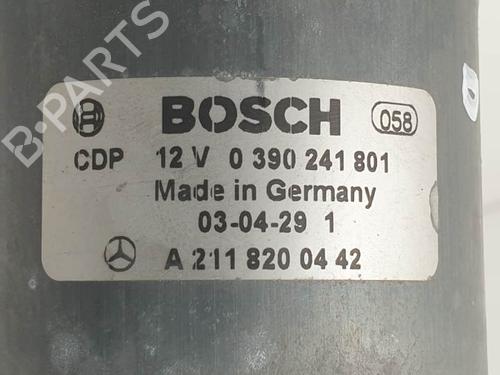 BOSCH 058
CDP 12 V 0 390 241 801
Made in Germany
03-04-29 1
A 211 820 04 42
B-PARTS